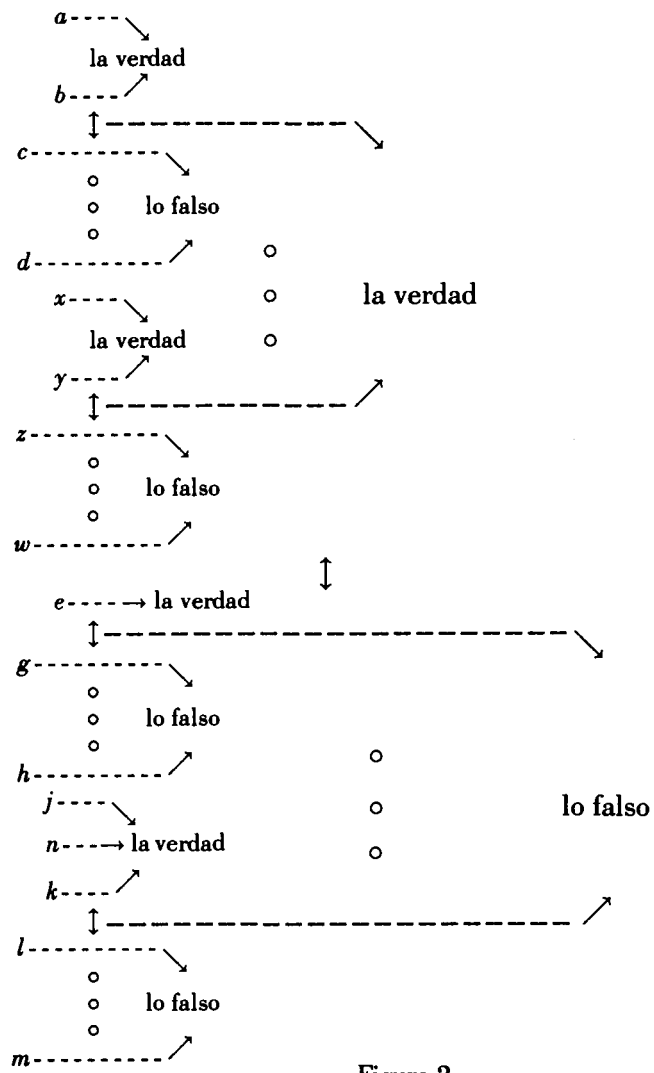 a
la verdad
b
c
lo falso
d
x
la verdad
la verdad
y
z
lo falso
w
e la verdad
g
lo falso
h
j
lo falso
n la verdad
k
l
lo falso
m